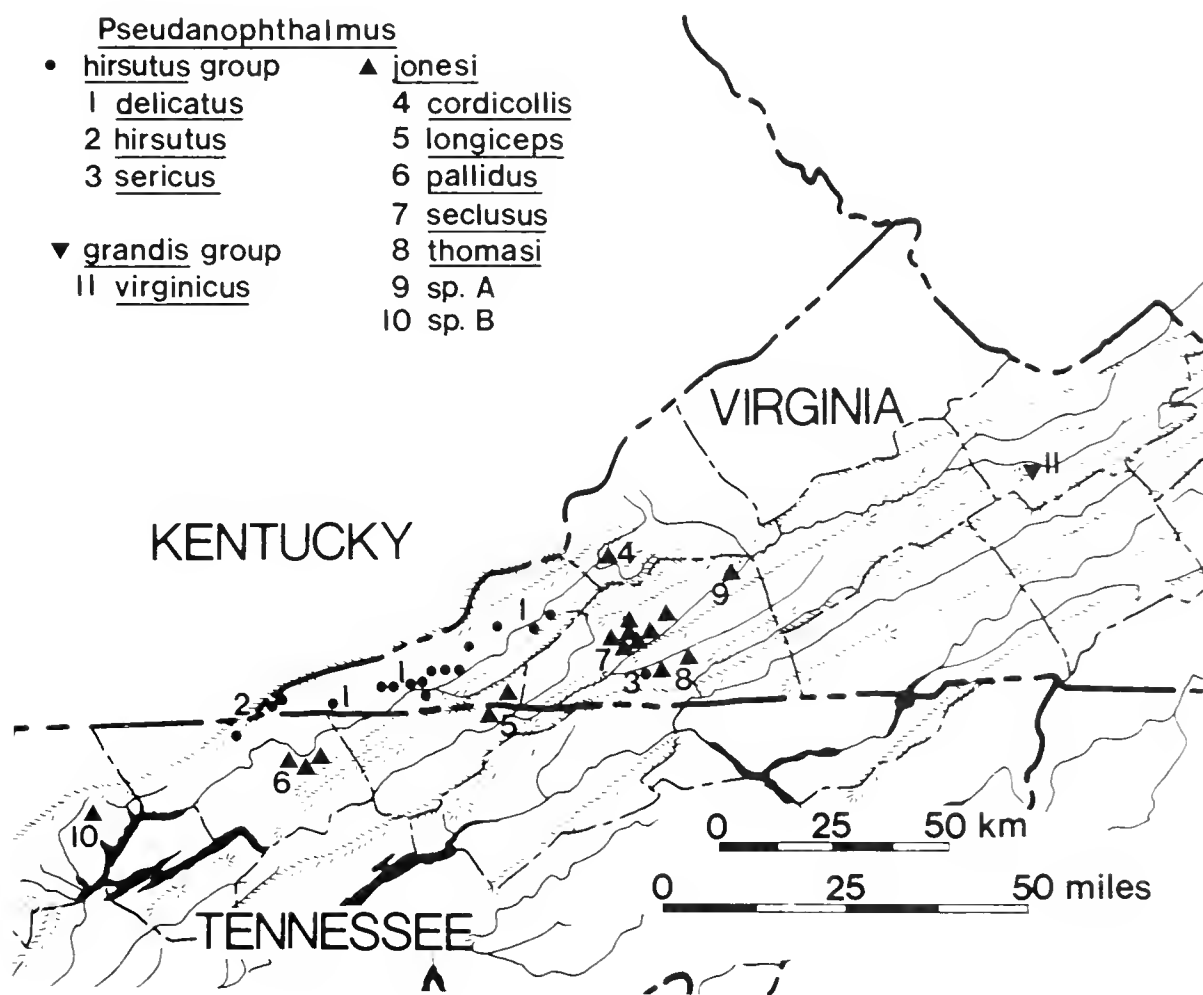 Pseudanophthalmus
• hirsutus group
1 delicatus
2 hirsutus
3 sericus
▼ grandis group
11 virginicus
▲ jonesi
4 cordicollis
5 longiceps
6 pallidus
7 seclusus
8 thomasi
9 sp. A
10 sp. B
VIRGINIA
11
KENTUCKY
4
9
1
7
3
8
1
2
1
5
6
10
0 25 50 km
0 25 50 miles
TENNESSEE